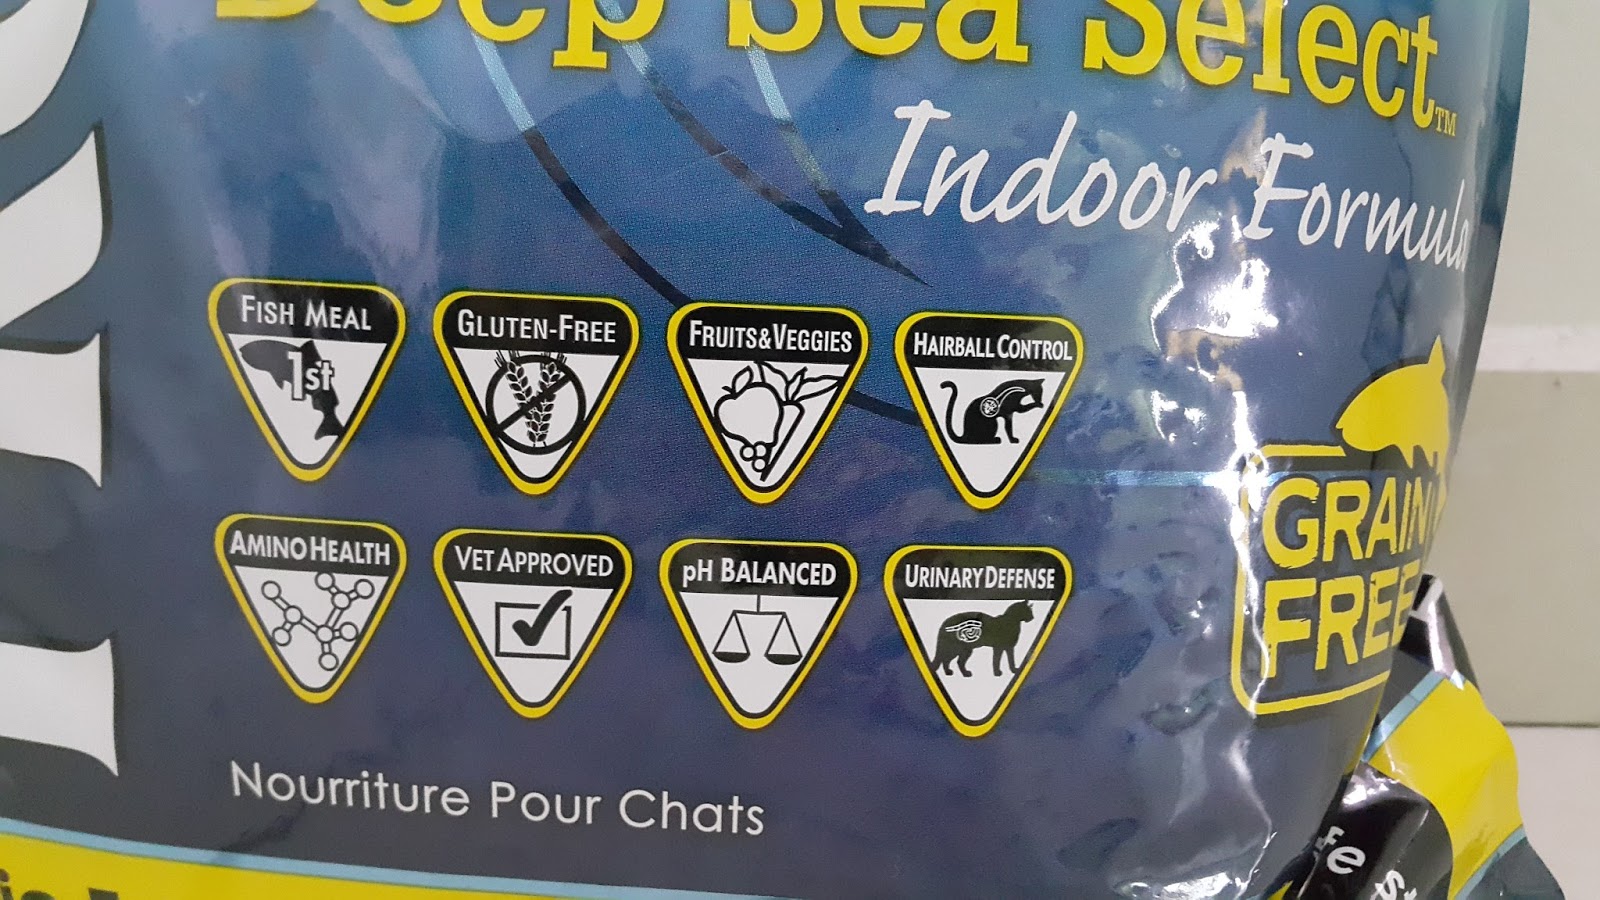 Deep Sea Select™
Indoor Formula
FISH MEAL
1st
GLUTEN-FREE
FRUITS&VEGGIES
HAIRBALL CONTROL
GRAIN
FREE
AMINO HEALTH
VET APPROVED
pH BALANCED
URINARY DEFENSE
Nourriture Pour Chats